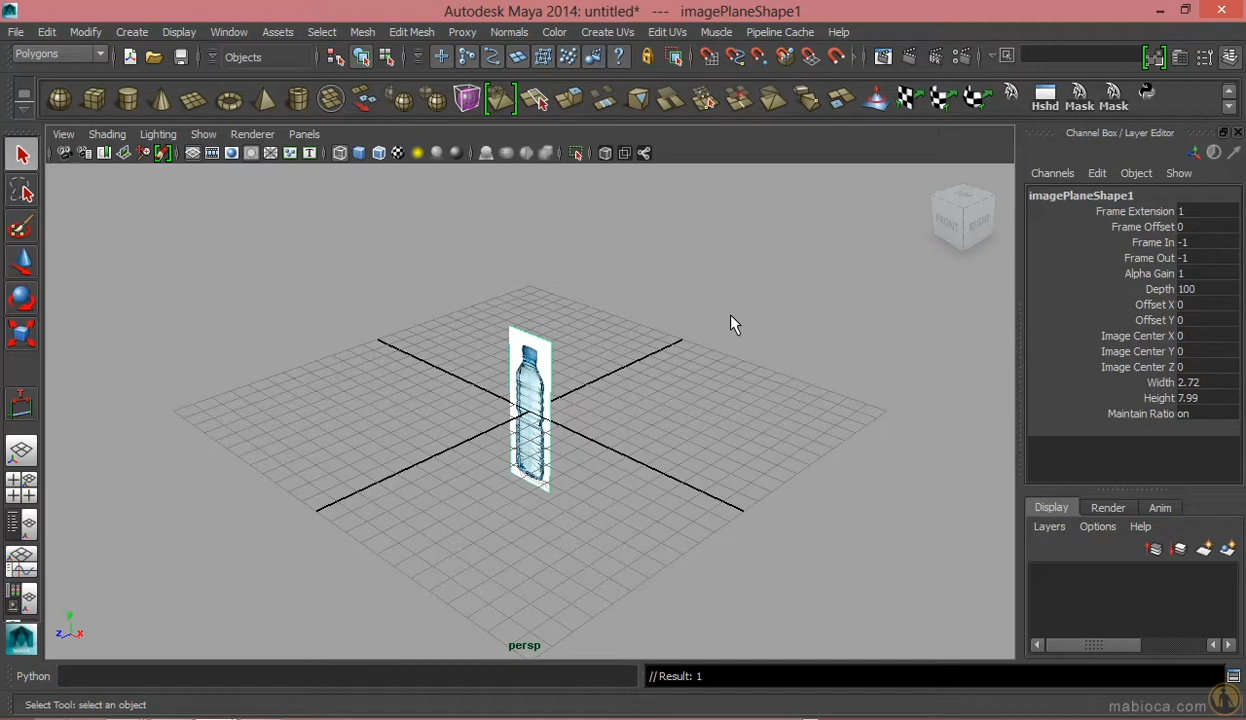 Autodesk Maya 2014: untitled* --- imagePlaneShape1
File Edit Modify Create Display Window Assets Select Mesh Edit Mesh Proxy Normals Color Create UVs Edit UVs Muscle Pipeline Cache Help
Polygons Objects
Hshd Mask Mask
View Shading Lighting Show Renderer Panels
Channel Box / Layer Editor
Channels Edit Object Show
imagePlaneShape1
Frame Extension 1
Frame Offset 0
Frame In -1
Frame Out -1
Alpha Gain 1
Depth 100
Offset X 0
Offset Y 0
Image Center X 0
Image Center Y 0
Image Center Z 0
Width 2.72
Height 7.99
Maintain Ratio on
FRONT RIGHT
Display Render Anim
Layers Options Help
y
z x
persp
Python // Result: 1
Select Tool: select an object
mabioca.com